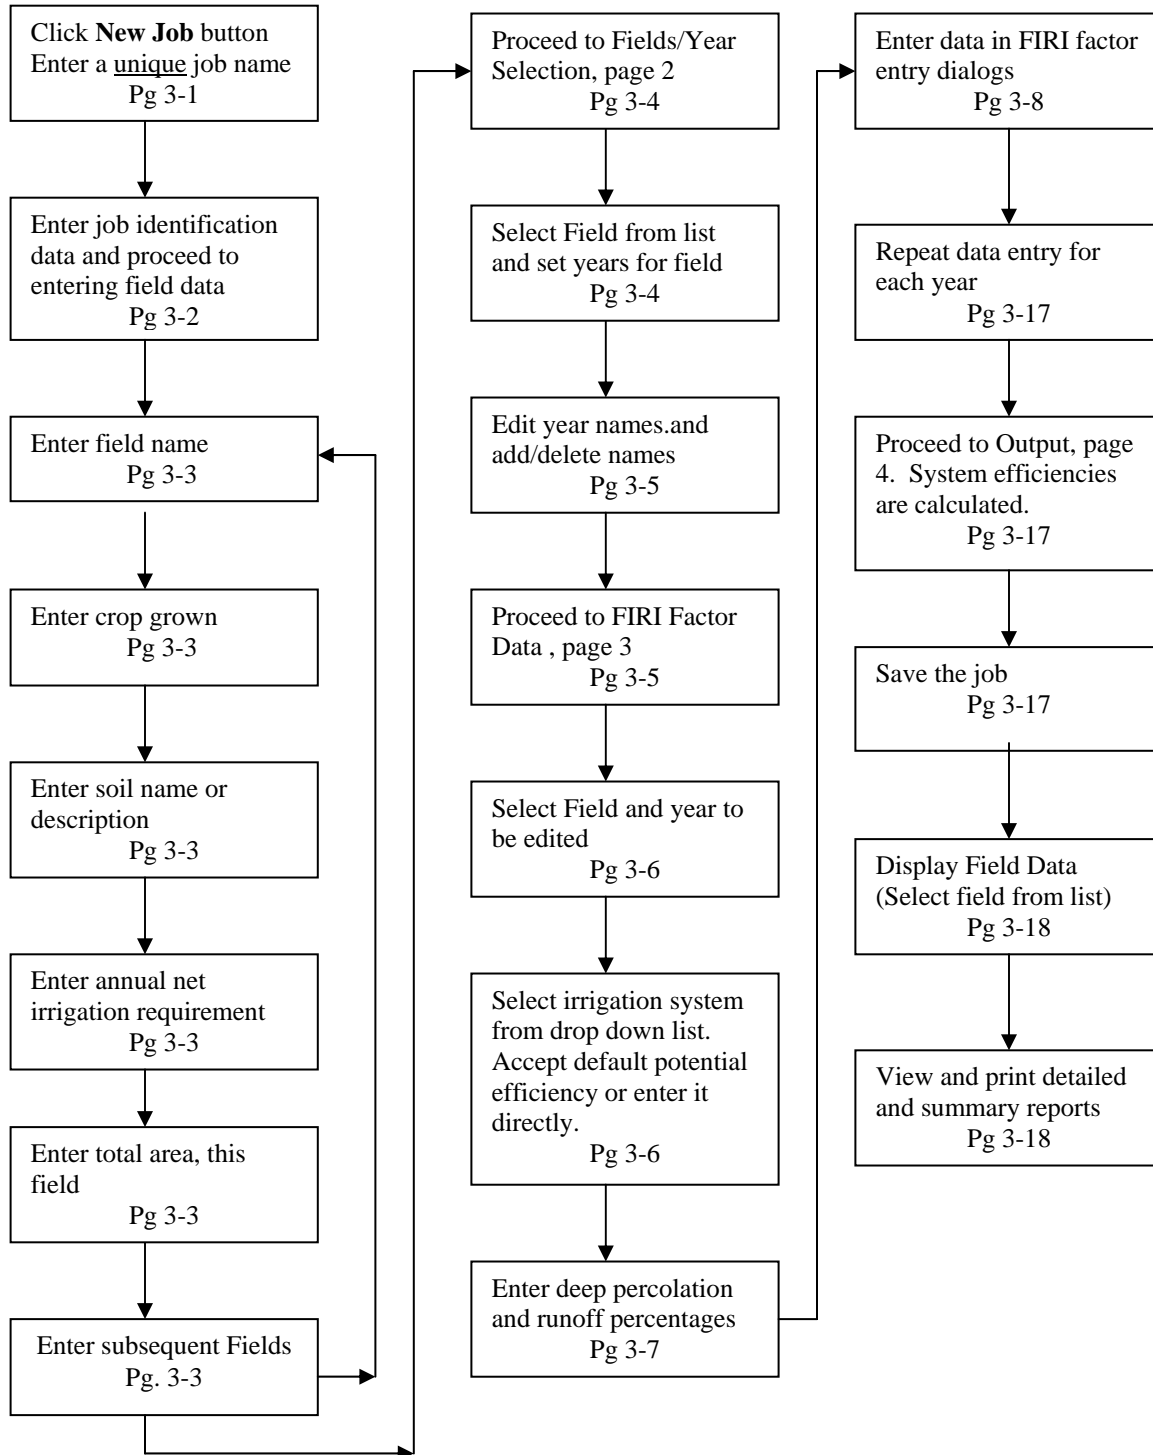 Click New Job button
Enter a unique job name
Pg 3-1
Enter job identification
data and proceed to
entering field data
Pg 3-2
Enter field name
Pg 3-3
Enter crop grown
Pg 3-3
Enter soil name or
description
Pg 3-3
Enter annual net
irrigation requirement
Pg 3-3
Enter total area, this
field
Pg 3-3
Enter subsequent Fields
Pg. 3-3
Proceed to Fields/Year
Selection, page 2
Pg 3-4
Select Field from list
and set years for field
Pg 3-4
Edit year names.and
add/delete names
Pg 3-5
Proceed to FIRI Factor
Data , page 3
Pg 3-5
Select Field and year to
be edited
Pg 3-6
Select irrigation system
from drop down list.
Accept default potential
efficiency or enter it
directly.
Pg 3-6
Enter deep percolation
and runoff percentages
Pg 3-7
Enter data in FIRI factor
entry dialogs
Pg 3-8
Repeat data entry for
each year
Pg 3-17
Proceed to Output, page
4.  System efficiencies
are calculated.
Pg 3-17
Save the job
Pg 3-17
Display Field Data
(Select field from list)
Pg 3-18
View and print detailed
and summary reports
Pg 3-18